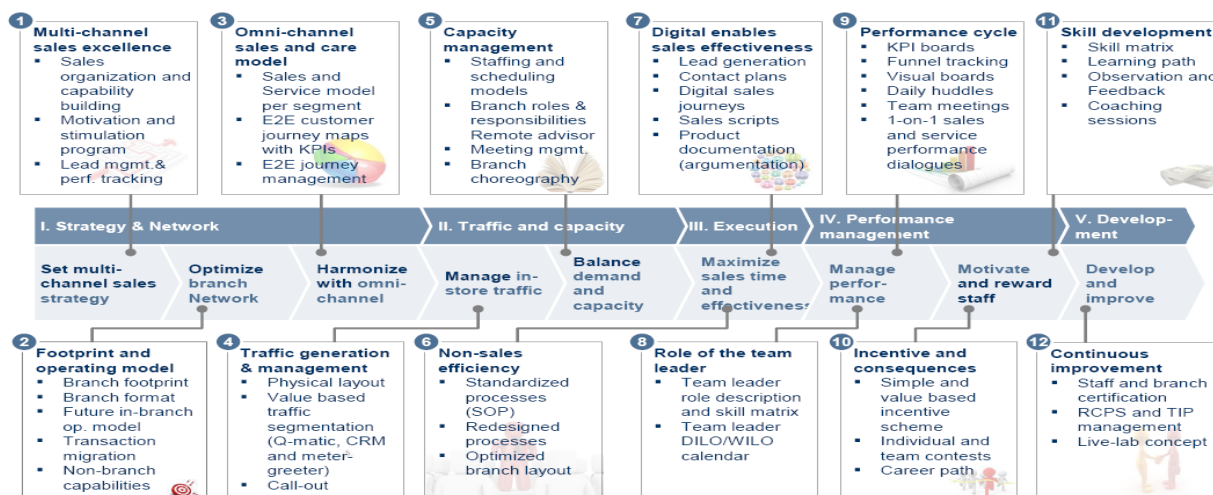 1
Multi-channel
sales excellence
▪ Sales
organization and
capability
building
▪ Motivation and
stimulation
program
▪ Lead mgmt.&
perf. tracking
3
Omni-channel
sales and care
model
▪ Sales and
Service model
per segment
▪ E2E customer
journey maps
with KPIs
▪ E2E journey
management
5
Capacity
management
▪ Staffing and
scheduling
models
▪ Branch roles &
responsibilities
Remote advisor
▪ Meeting mgmt.
▪ Branch
choreography
7
Digital enables
sales effectiveness
▪ Lead generation
▪ Contact plans
▪ Digital sales
journeys
▪ Sales scripts
▪ Product
documentation
(argumentation)
9
Performance cycle
▪ KPI boards
▪ Funnel tracking
▪ Visual boards
▪ Daily huddles
▪ Team meetings
▪ 1-on-1 sales
and service
performance
dialogues
11
Skill development
▪ Skill matrix
▪ Learning path
▪ Observation and
Feedback
▪ Coaching
sessions
I. Strategy & Network
II. Traffic and capacity
III. Execution
IV. Performance
management
V. Develop-
ment
Set multi-
channel sales
strategy
Optimize
branch
Network
Harmonize
with omni-
channel
Manage in-
store traffic
Balance
demand
and
capacity
Maximize
sales time
and
effectiveness
Manage
perfor-
mance
Motivate
and reward
staff
Develop
and
improve
2
Footprint and
operating model
▪ Branch footprint
▪ Branch format
▪ Future in-branch
op. model
▪ Transaction
migration
▪ Non-branch
capabilities
4
Traffic generation
& management
▪ Physical layout
▪ Value based
traffic
segmentation
(Q-matic, CRM
and meter-
greeter)
▪ Call-out
6
Non-sales
efficiency
▪ Standardized
processes
(SOP)
▪ Redesigned
processes
▪ Optimized
branch layout
8
Role of the team
leader
▪ Team leader
role description
and skill matrix
▪ Team leader
DILO/WILO
calendar
10
Incentive and
consequences
▪ Simple and
value based
incentive
scheme
▪ Individual and
team contests
▪ Career path
12
Continuous
improvement
▪ Staff and branch
certification
▪ RCPS and TIP
management
▪ Live-lab concept